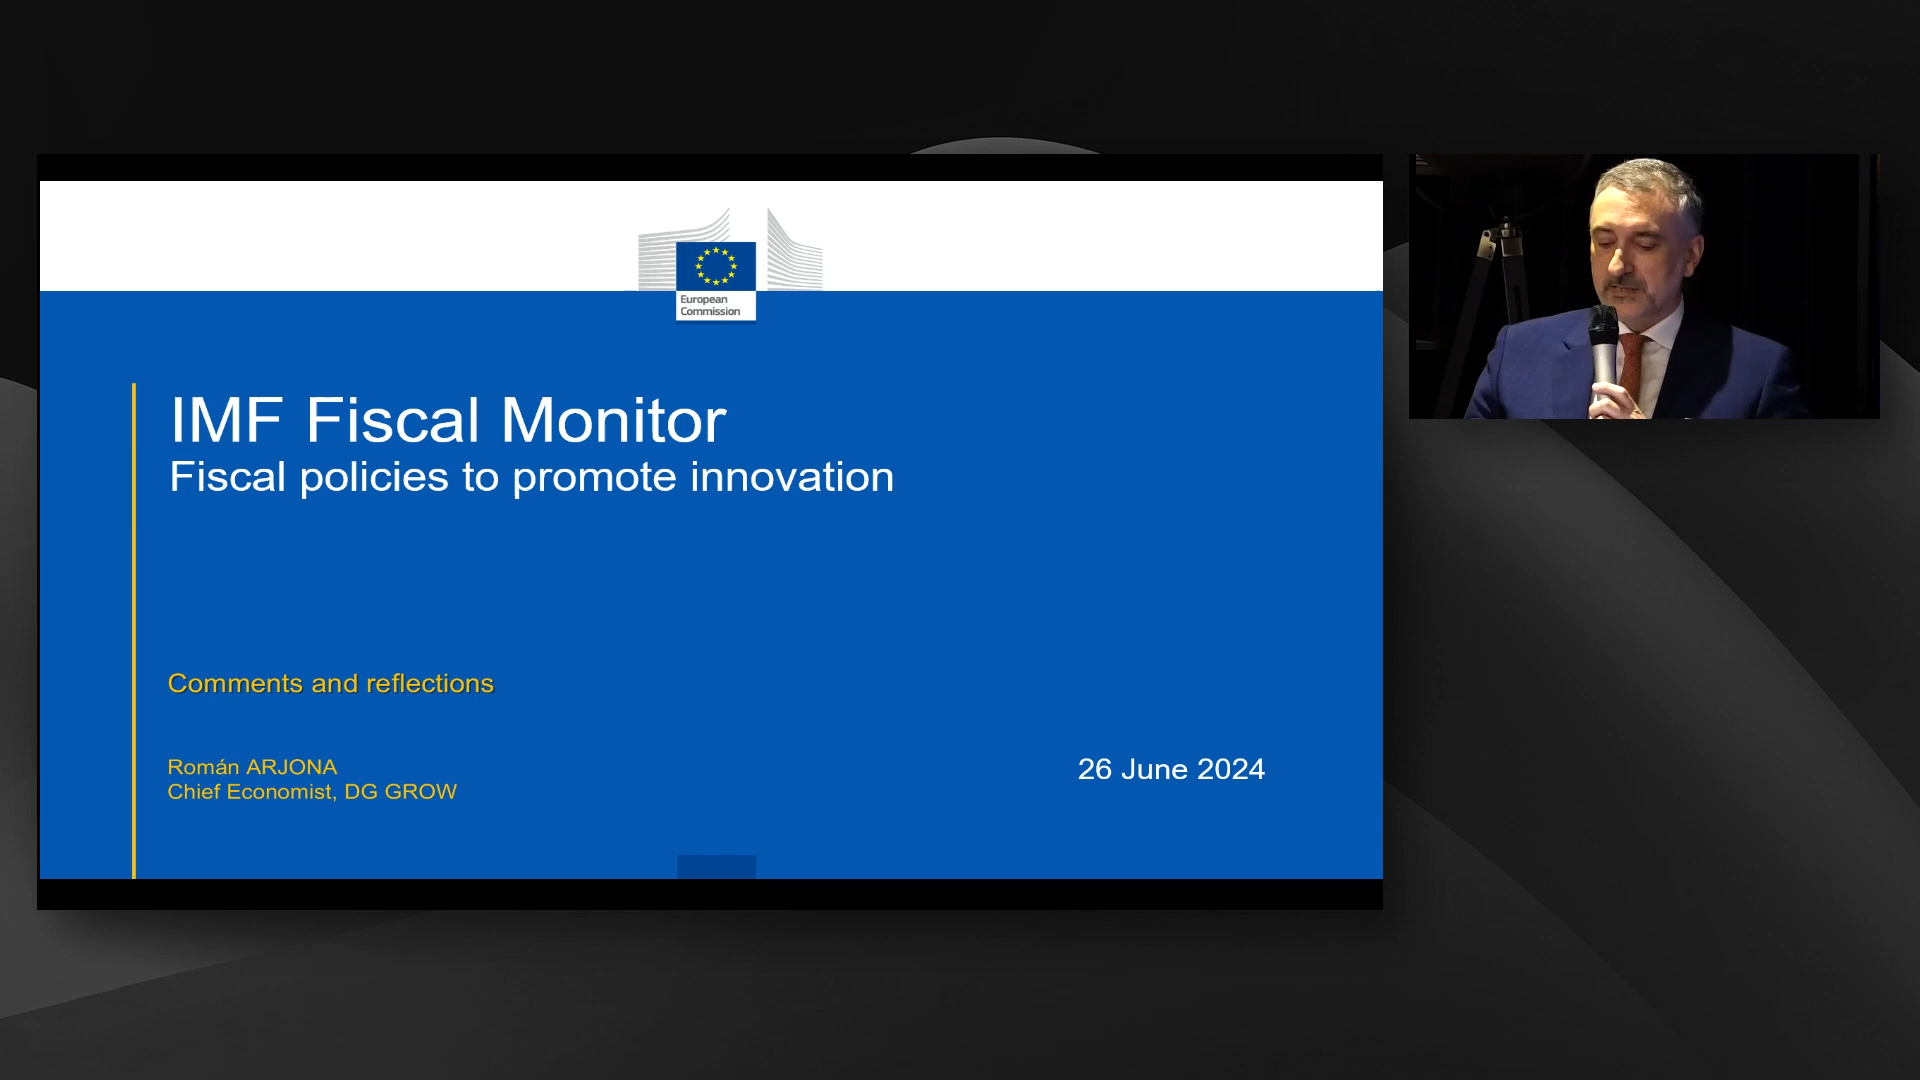 European
Commission
IMF Fiscal Monitor
Fiscal policies to promote innovation
Comments and reflections
Román ARJONA
Chief Economist, DG GROW
26 June 2024